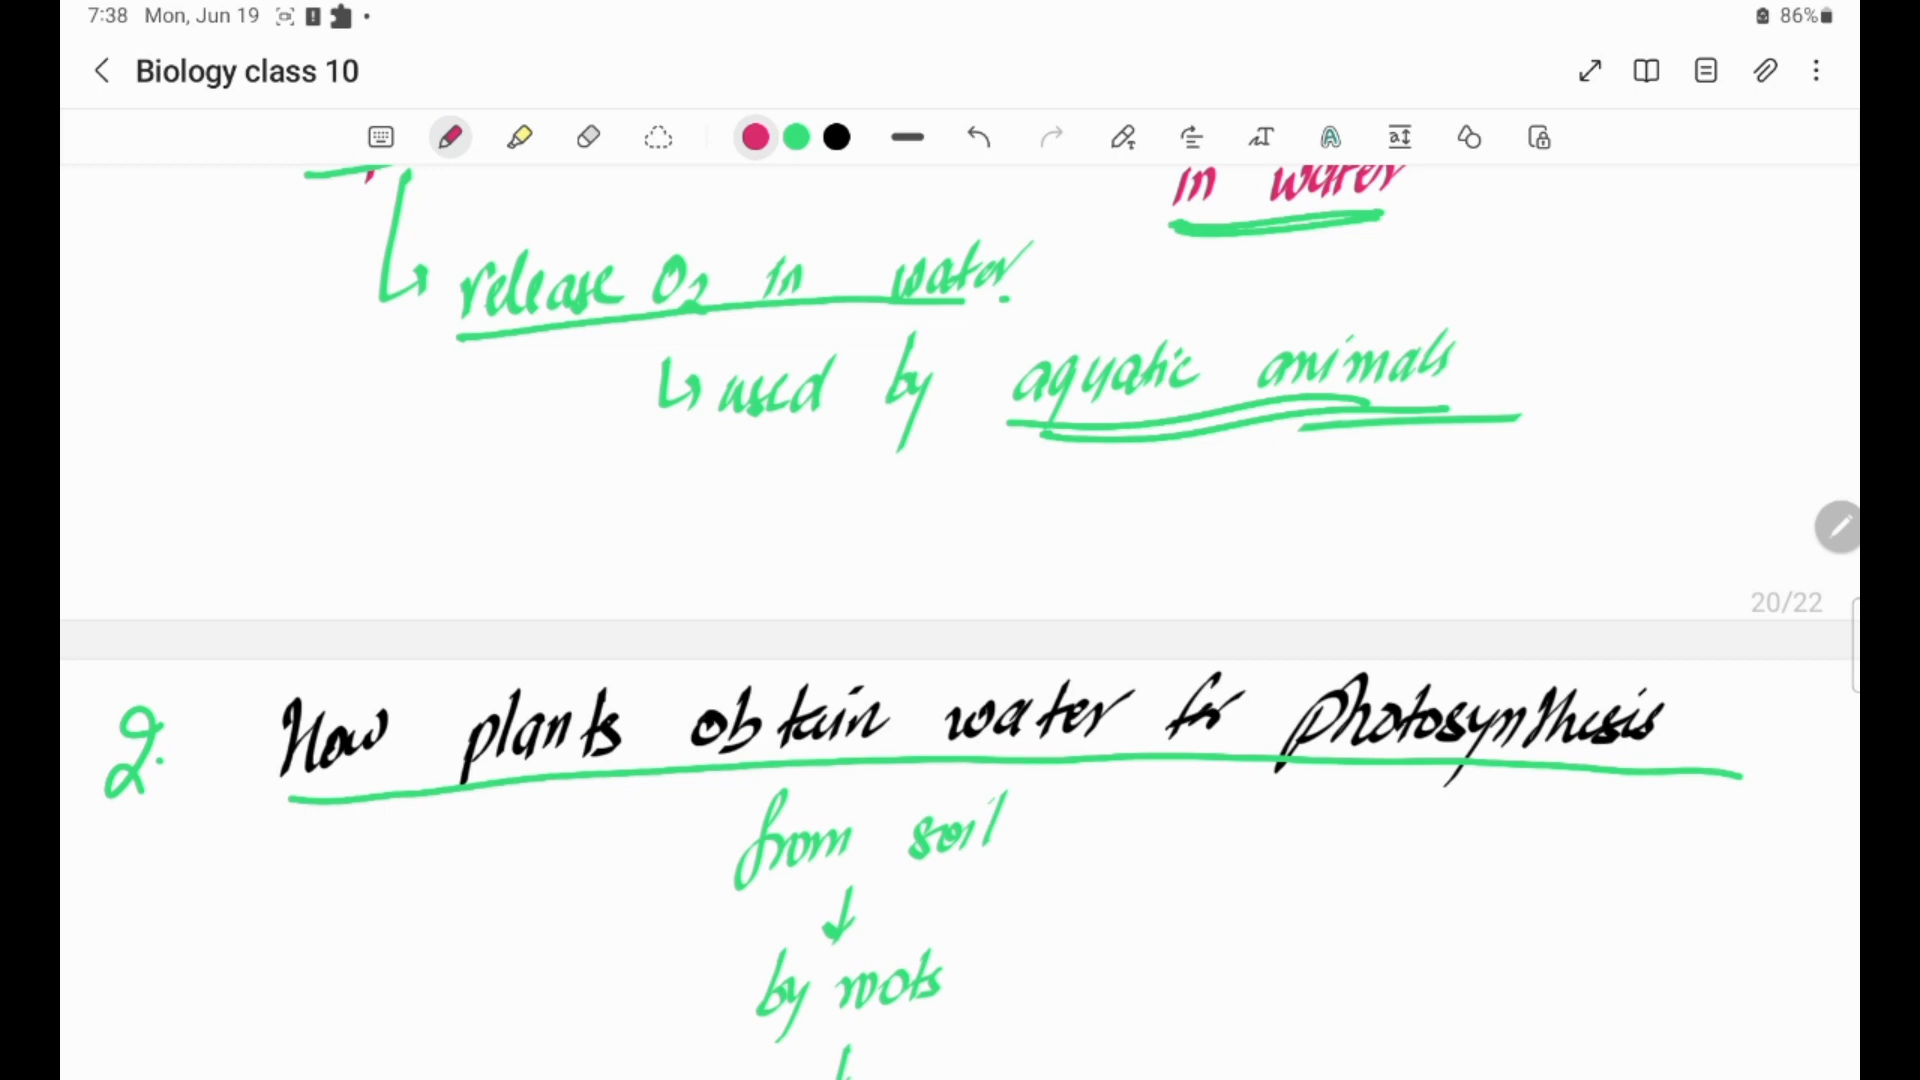 7:38 Mon, Jun 19
86%
Biology class 10
in water
release O2 in water.
used by aquatic animals
20/22
2. How plants obtain water for photosynthesis
from soil
by roots